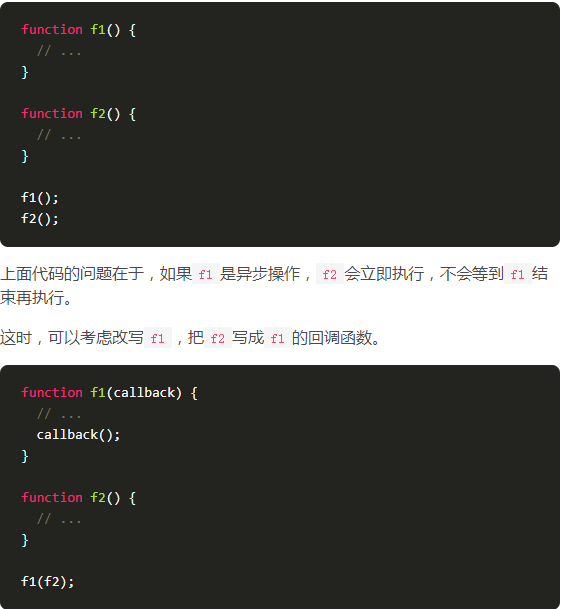 function f1() {
  // ...
}
function f2() {
  // ...
}
f1();
f2();
上面代码的问题在于，如果 f1 是异步操作， f2 会立即执行，不会等到 f1 结
束再执行。
这时，可以考虑改写 f1 ，把 f2 写成 f1 的回调函数。
function f1(callback) {
  // ...
  callback();
}
function f2() {
  // ...
}
f1(f2);